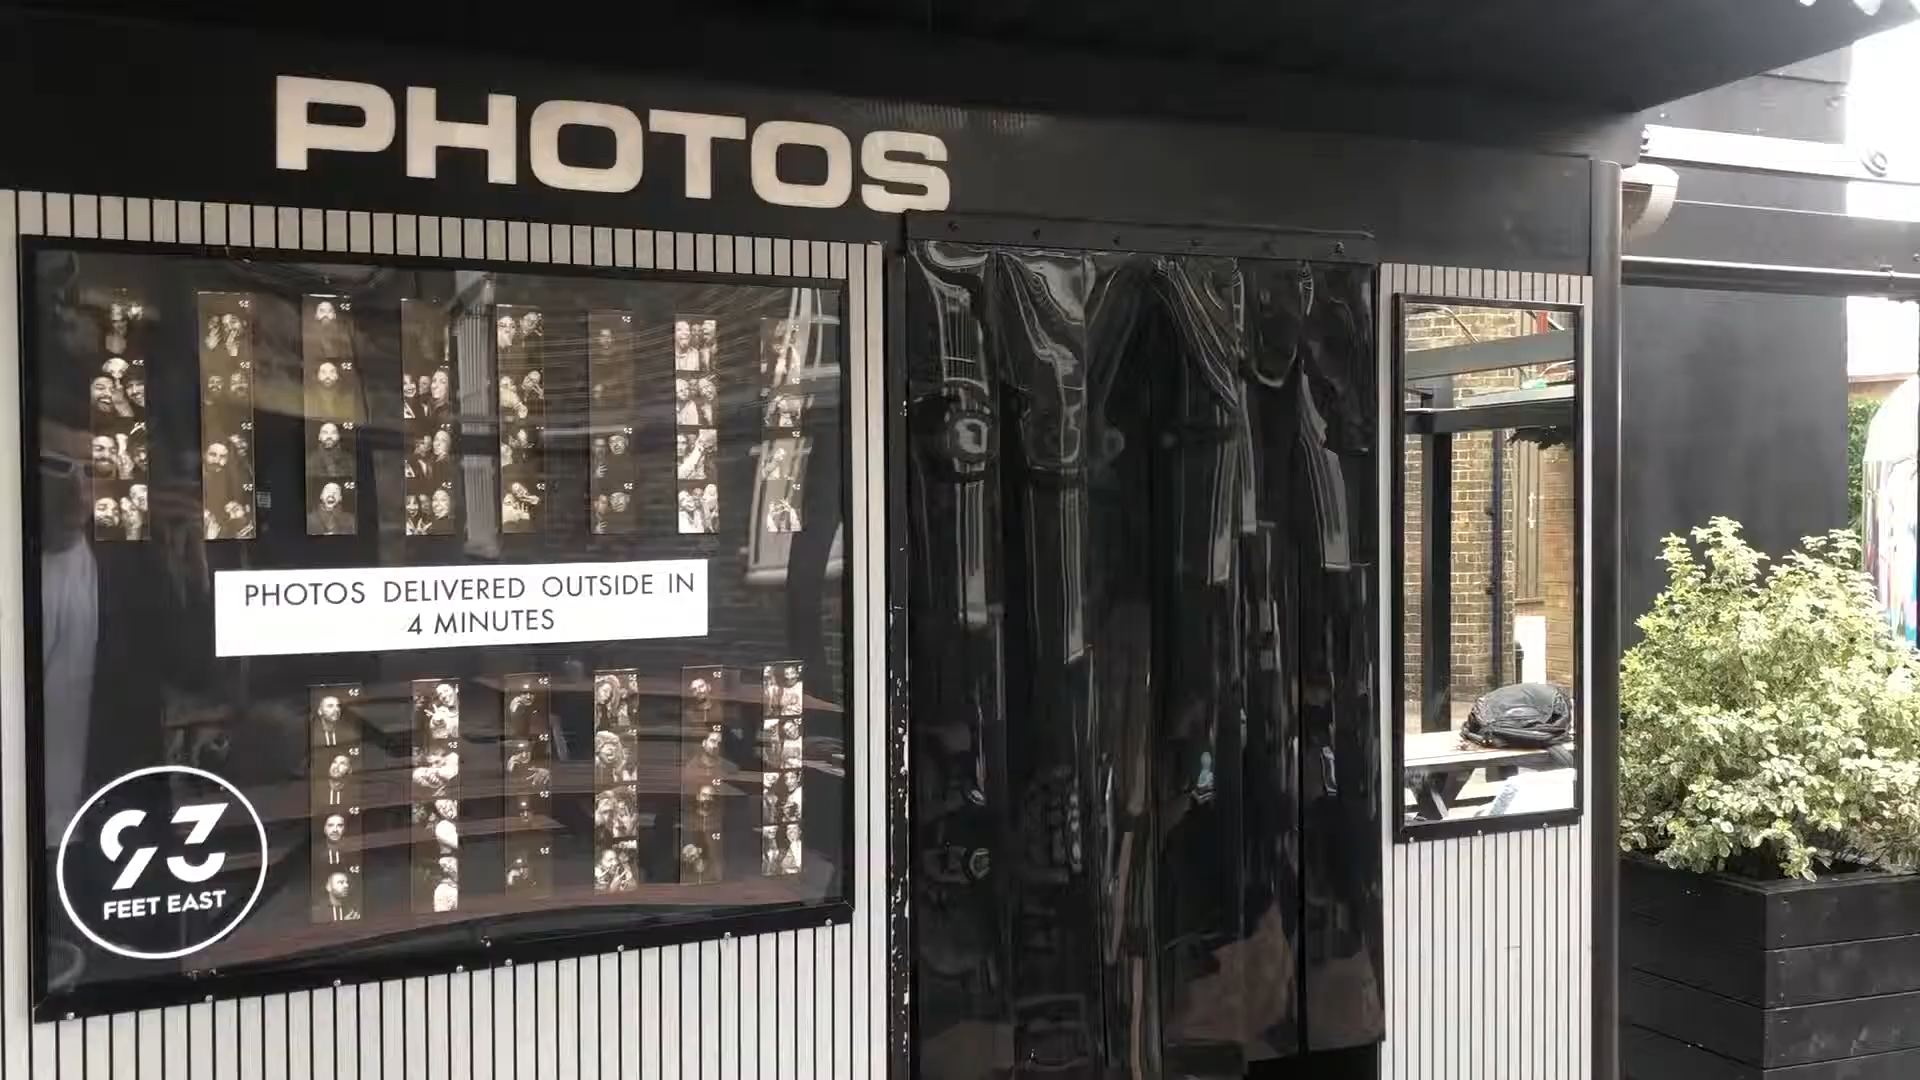 PHOTOS
PHOTOS DELIVERED OUTSIDE IN
4 MINUTES
93
FEET EAST